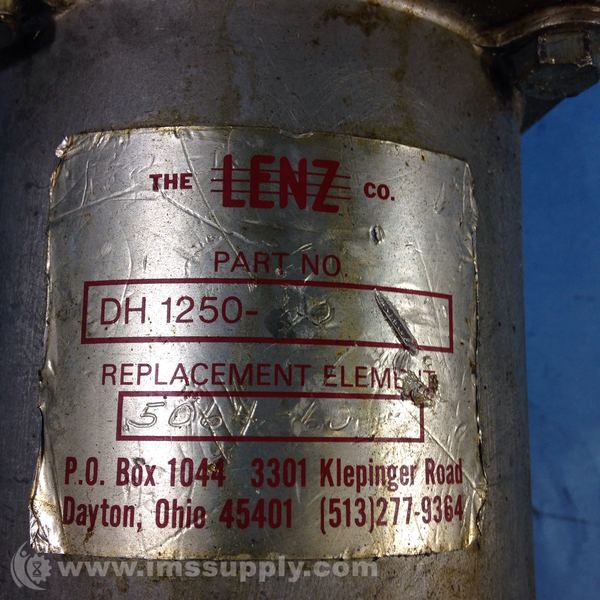 THE LENZ CO.
PART NO.
DH 1250-
REPLACEMENT ELEMENT
P.O. Box 1044 3301 Klepinger Road
Dayton, Ohio 45401 (513)277-9364
www.imssupply.com